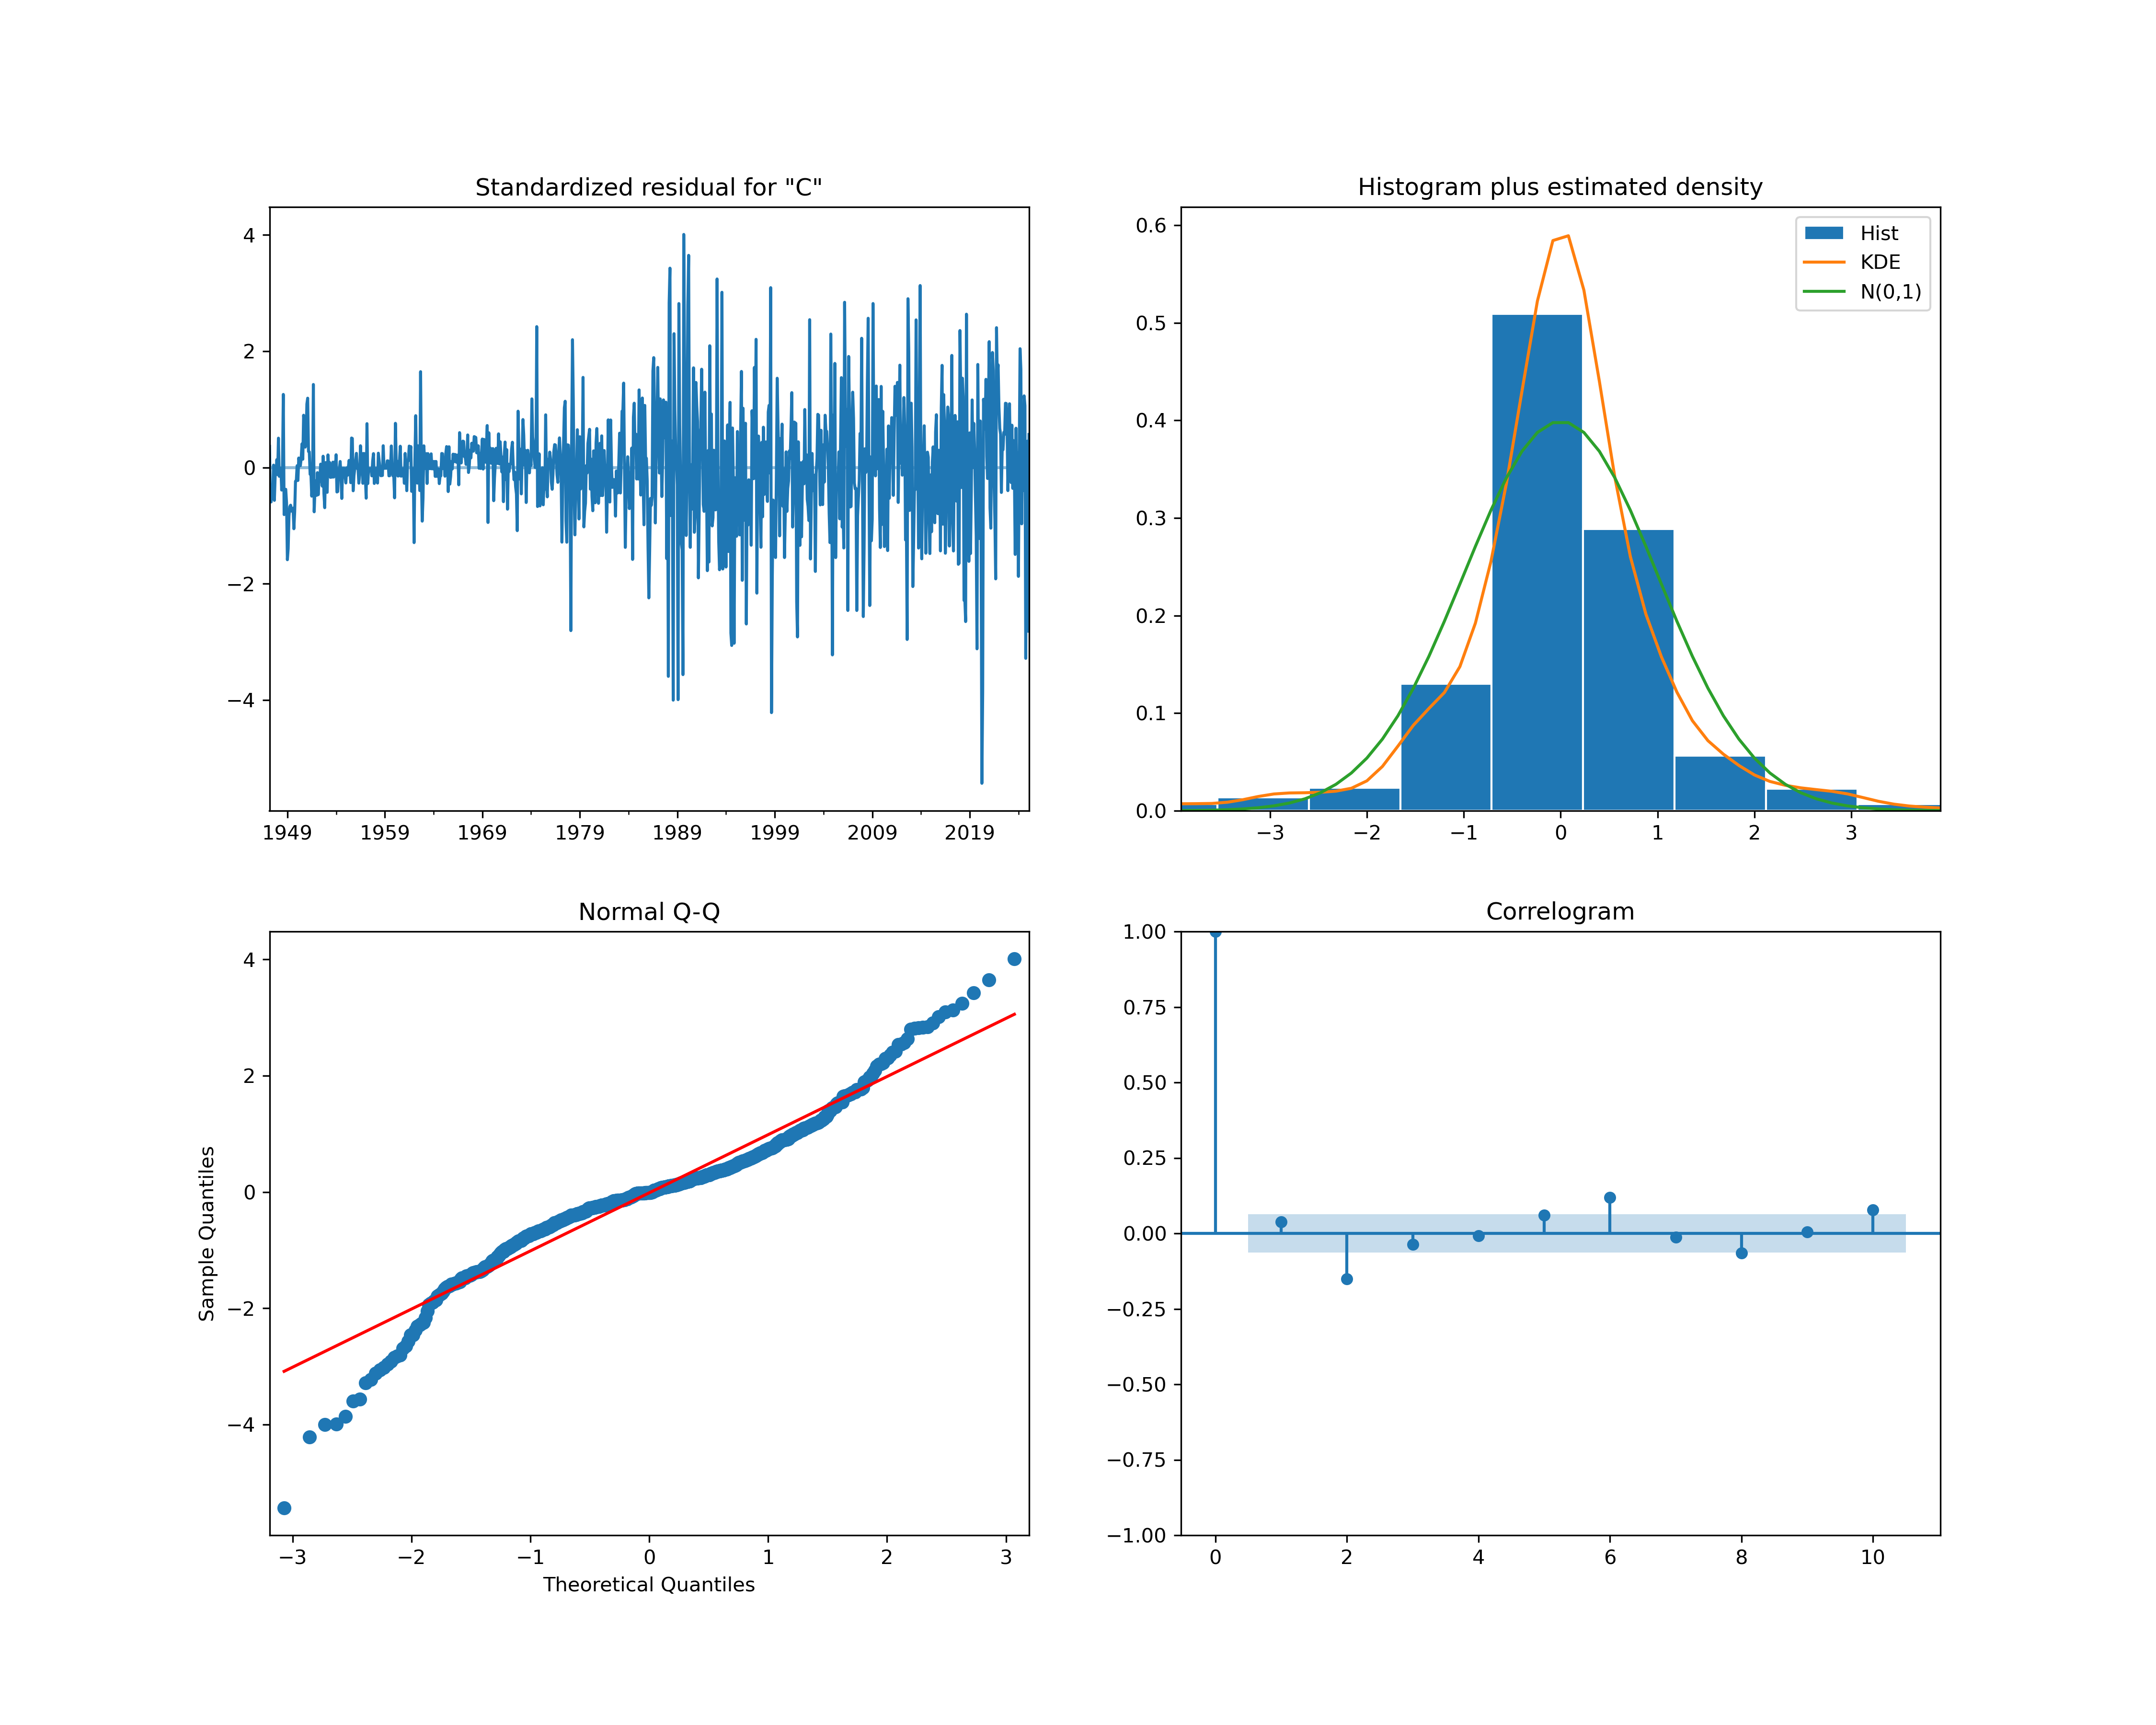 Standardized residual for "C"
4
2
0
−2
−4
1949 1959 1969 1979 1989 1999 2009 2019
Histogram plus estimated density
0.6
0.5
0.4
0.3
0.2
0.1
0.0
−3 −2 −1 0 1 2 3
Hist
KDE
N(0,1)
Normal Q-Q
Sample Quantiles
4
2
0
−2
−4
−3 −2 −1 0 1 2 3
Theoretical Quantiles
Correlogram
1.00
0.75
0.50
0.25
0.00
−0.25
−0.50
−0.75
−1.00
0 2 4 6 8 10